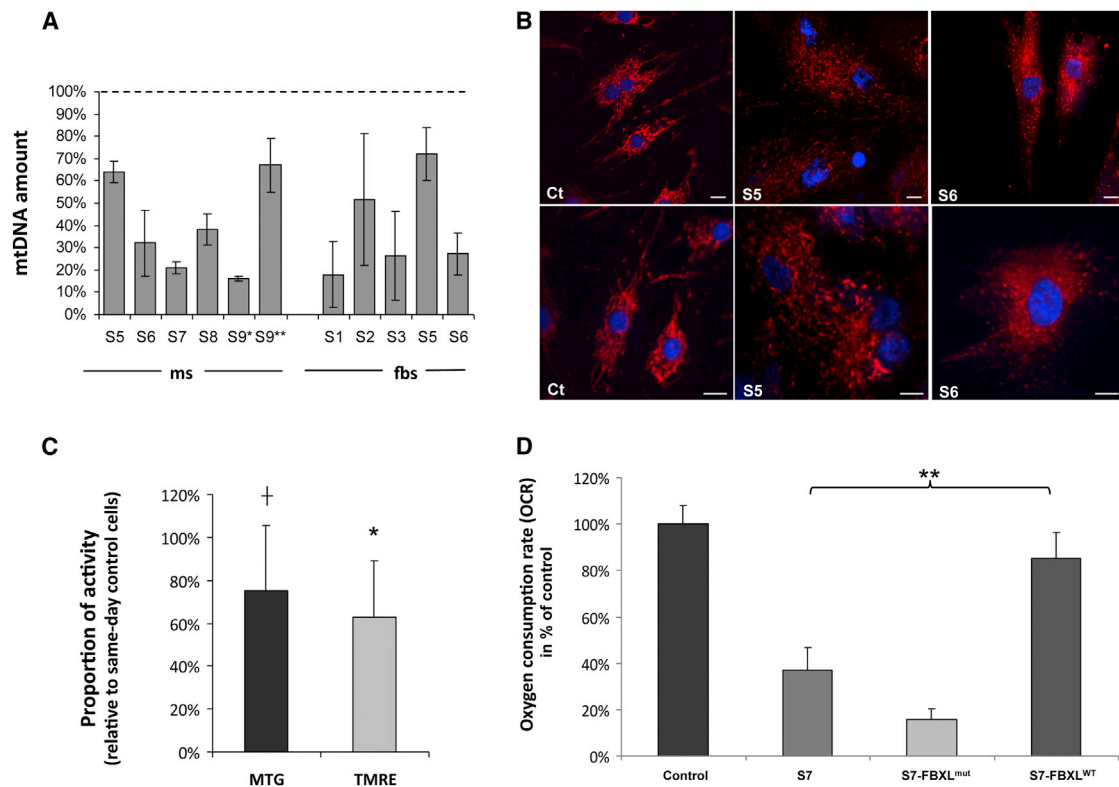 A
mtDNA amount
100%
90%
80%
70%
60%
50%
40%
30%
20%
10%
0%
S5 S6 S7 S8 S9* S9** S1 S2 S3 S5 S6
ms fbs
B
Ct S5 S6
Ct S5 S6
C
Proportion of activity
(relative to same-day control cells)
120%
100%
80%
60%
40%
20%
0%
† *
MTG TMRE
D
Oxygen consumption rate (OCR)
in % of control
120%
100%
80%
60%
40%
20%
0%
**
Control S7 S7-FBXLmut S7-FBXLWT